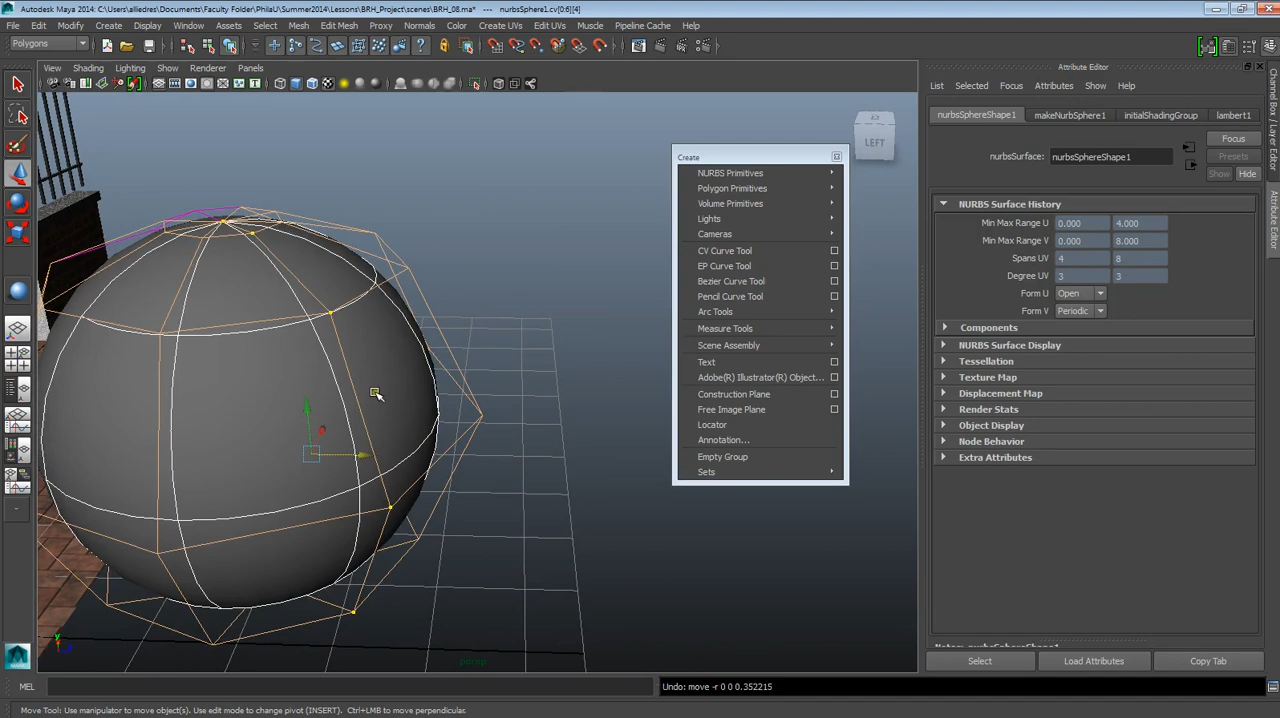 Autodesk Maya 2014: C:\Users\alliedres\Documents\Faculty Folder\PhilaU\Summer2014\Lessons\BRH_Project\scenes\BRH_08.ma* --- nurbsSphere1.cv[0:6][4]
File Edit Modify Create Display Window Assets Select Mesh Edit Mesh Proxy Normals Color Create UVs Edit UVs Muscle Pipeline Cache Help
Polygons
View Shading Lighting Show Renderer Panels
LEFT
persp
Create
NURBS Primitives
Polygon Primitives
Volume Primitives
Lights
Cameras
CV Curve Tool
EP Curve Tool
Bezier Curve Tool
Pencil Curve Tool
Arc Tools
Measure Tools
Scene Assembly
Text
Adobe(R) Illustrator(R) Object...
Construction Plane
Free Image Plane
Locator
Annotation...
Empty Group
Sets
Attribute Editor
List Selected Focus Attributes Show Help
nurbsSphereShape1 makeNurbSphere1 initialShadingGroup lambert1
Focus
nurbsSurface: nurbsSphereShape1
Presets
Show Hide
NURBS Surface History
Min Max Range U 0.000 4.000
Min Max Range V 0.000 8.000
Spans UV 4 8
Degree UV 3 3
Form U Open
Form V Periodic
Components
NURBS Surface Display
Tessellation
Texture Map
Displacement Map
Render Stats
Object Display
Node Behavior
Extra Attributes
Select Load Attributes Copy Tab
Channel Box / Layer Editor
Attribute Editor
MEL
Undo: move -r 0 0 0.352215
Move Tool: Use manipulator to move object(s). Use edit mode to change pivot (INSERT). Ctrl+LMB to move perpendicular.